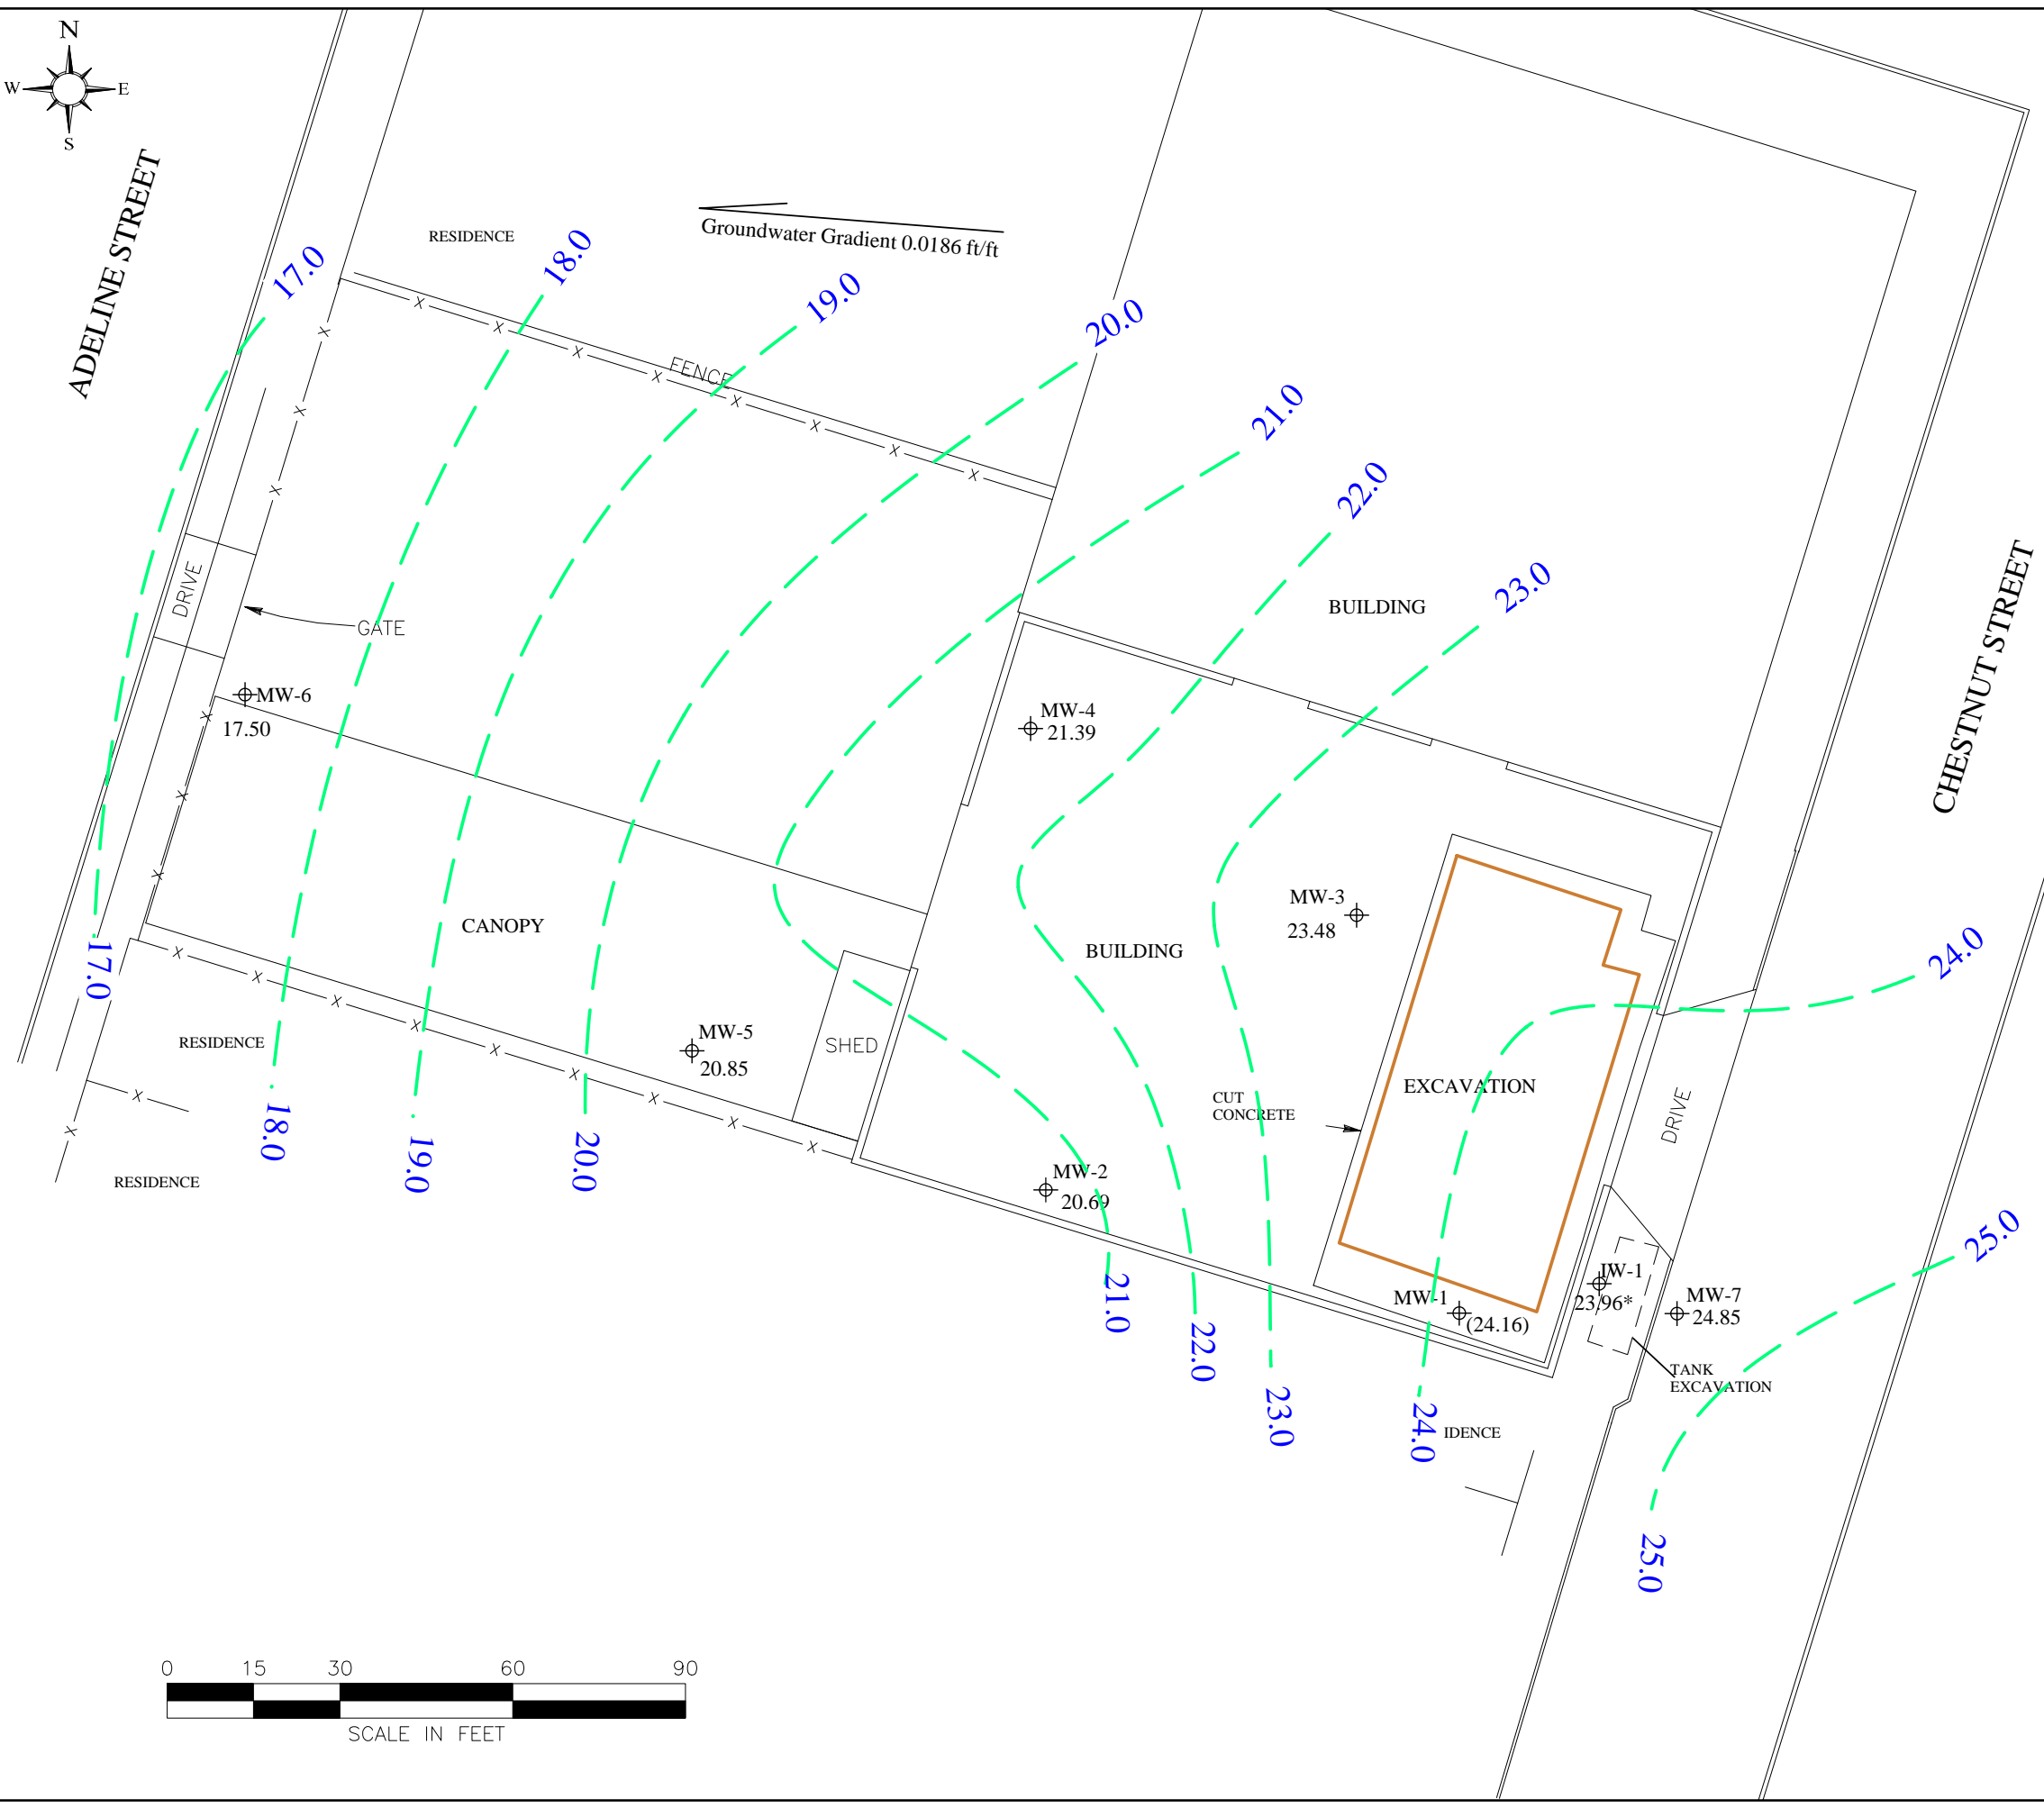 N
W E
S
ADELINE STREET
RESIDENCE
Groundwater Gradient 0.0186 ft/ft
17.0
18.0
19.0
20.0
21.0
22.0
23.0
24.0
25.0
FENCE
DRIVE
GATE
BUILDING
CHESTNUT STREET
MW-6
17.50
MW-4
21.39
MW-3
23.48
CANOPY
BUILDING
17.0
RESIDENCE
MW-5
20.85
SHED
EXCAVATION
CUT
CONCRETE
DRIVE
18.0
19.0
20.0
RESIDENCE
MW-2
20.69
21.0
22.0
23.0
24.0
25.0
MW-1
(24.16)
IW-1
23.96*
MW-7
24.85
TANK
EXCAVATION
IDENCE
0 15 30 60 90
SCALE IN FEET
X X X X X X X X
X X X X X X
X X X X X X X X X
X X